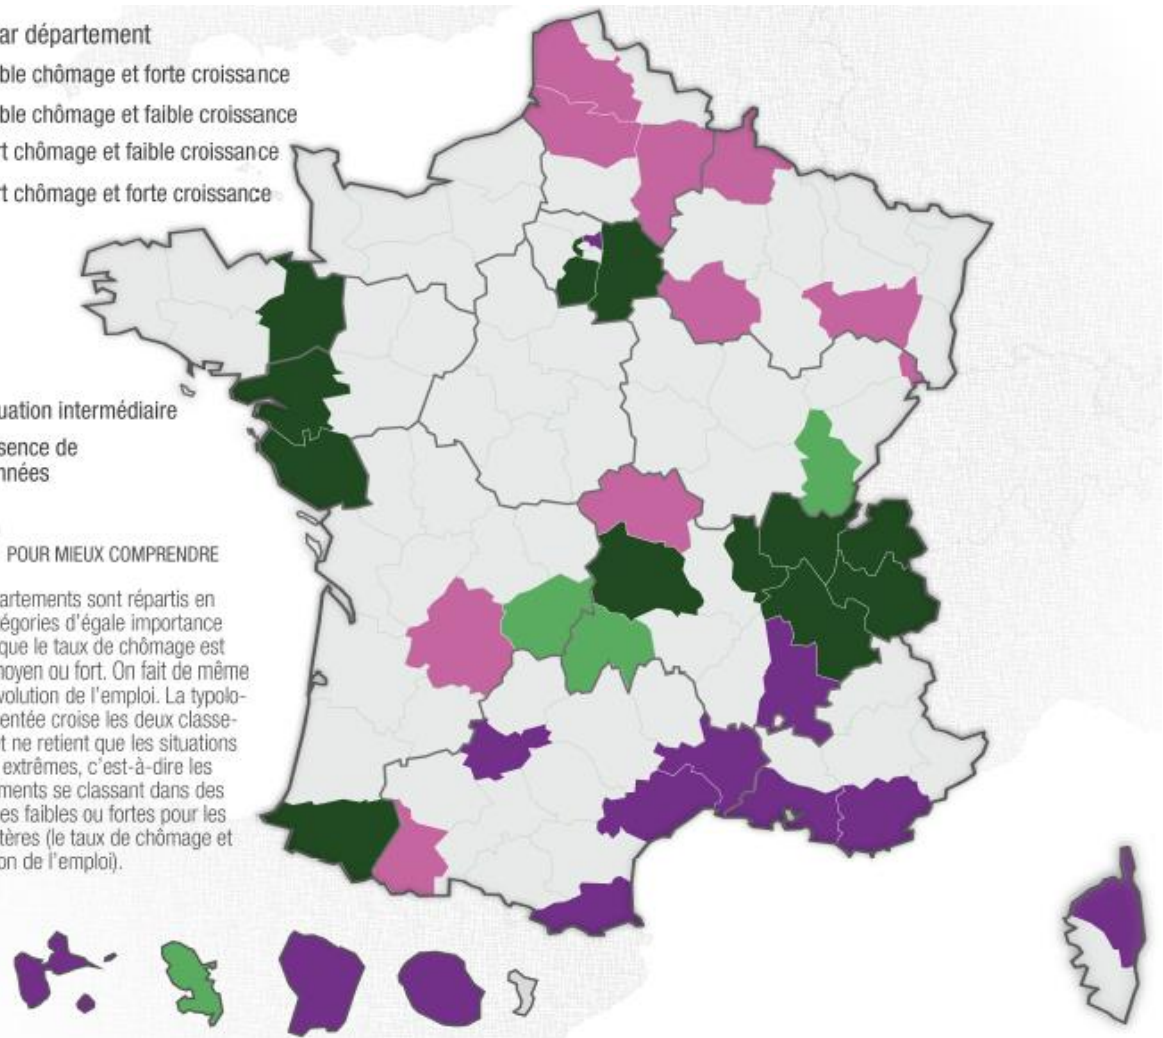 ar département
ble chômage et forte croissance
ble chômage et faible croissance
rt chômage et faible croissance
rt chômage et forte croissance
uation intermédiaire
sence de
nnées
POUR MIEUX COMPRENDRE
artements sont répartis en
égories d'égale importance
que le taux de chômage est
noyen ou fort. On fait de même
volution de l'emploi. La typolo-
entée croise les deux classe-
t ne retient que les situations
extrêmes, c'est-à-dire les
ments se classant dans des
es faibles ou fortes pour les
tères (le taux de chômage et
on de l'emploi).